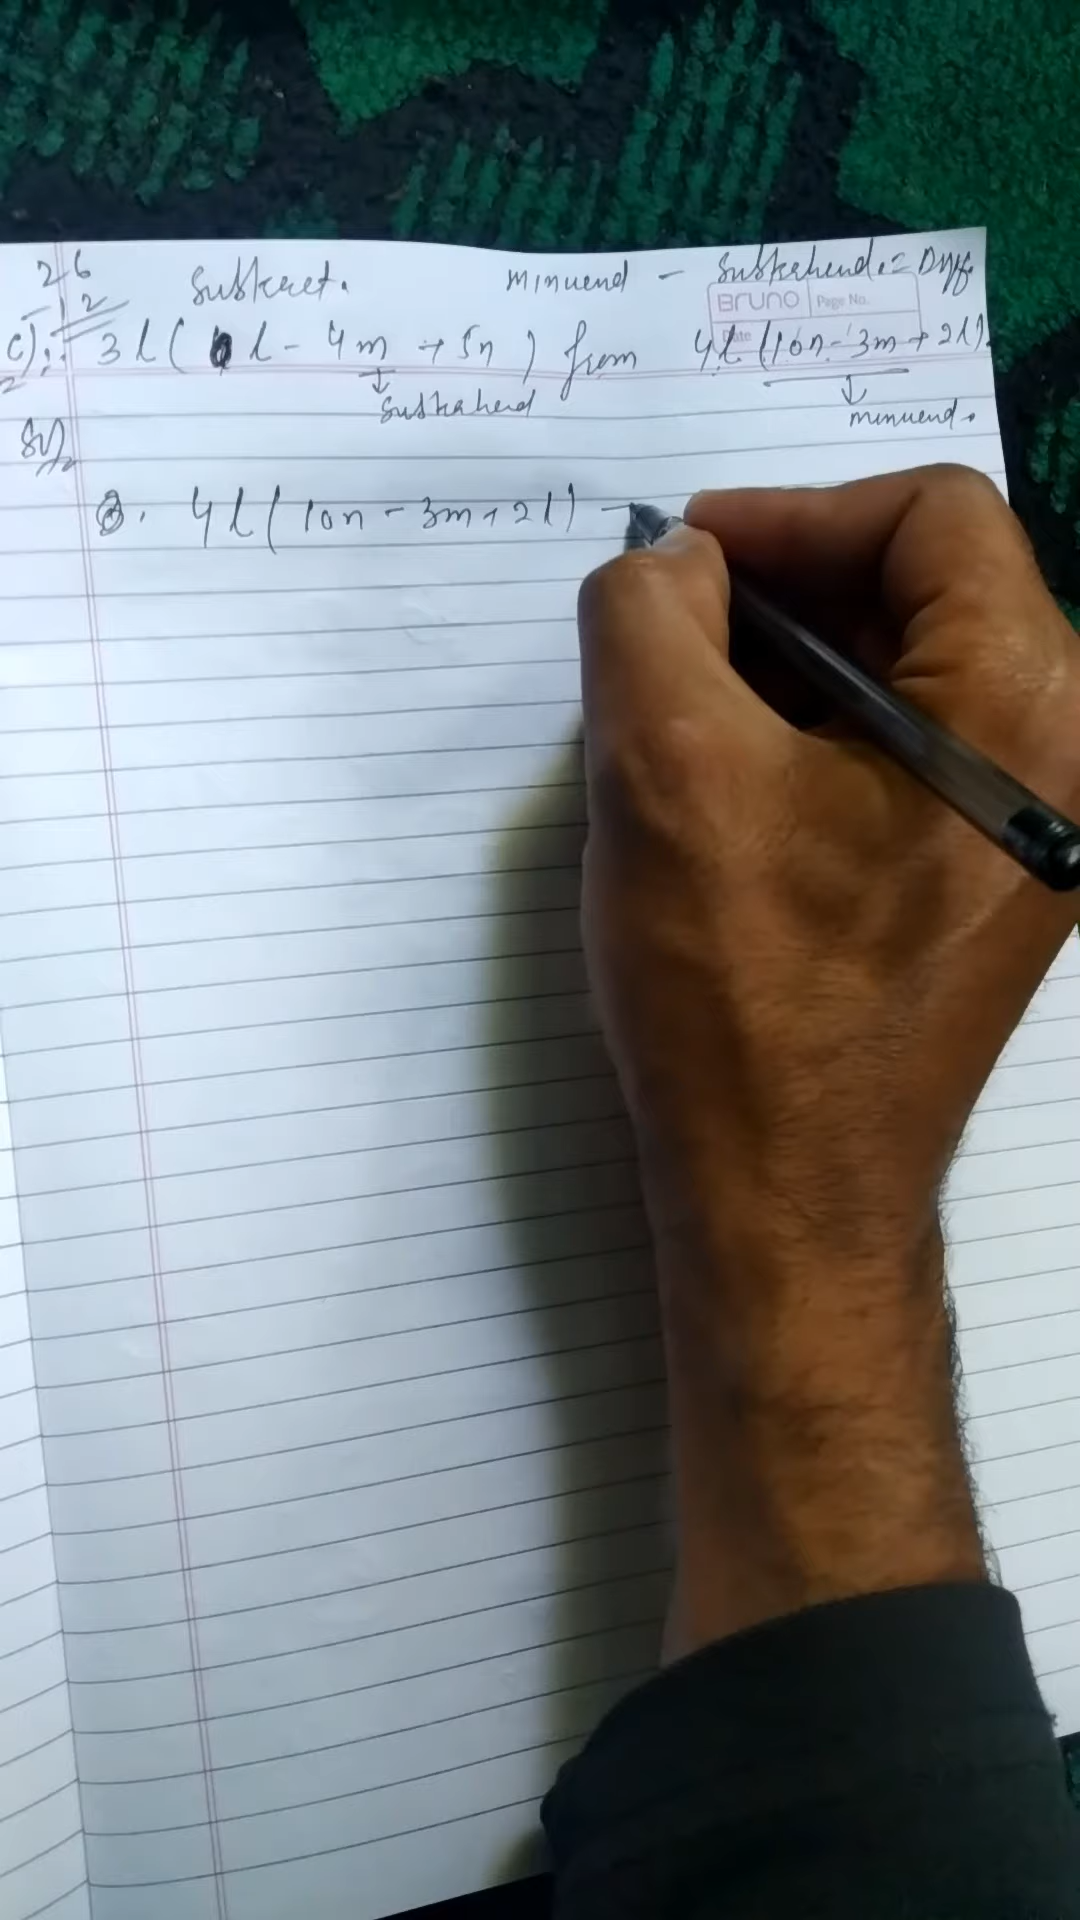 26 Subtract. minuend - Subtrahend. = Diff.
2
BRUNO Page No.
Date
c): 3l( l - 4m + 5n ) from 4l (10n - 3m + 2l).
Subtrahend minuend.
Sol
4l( 10n - 3m + 2l) -